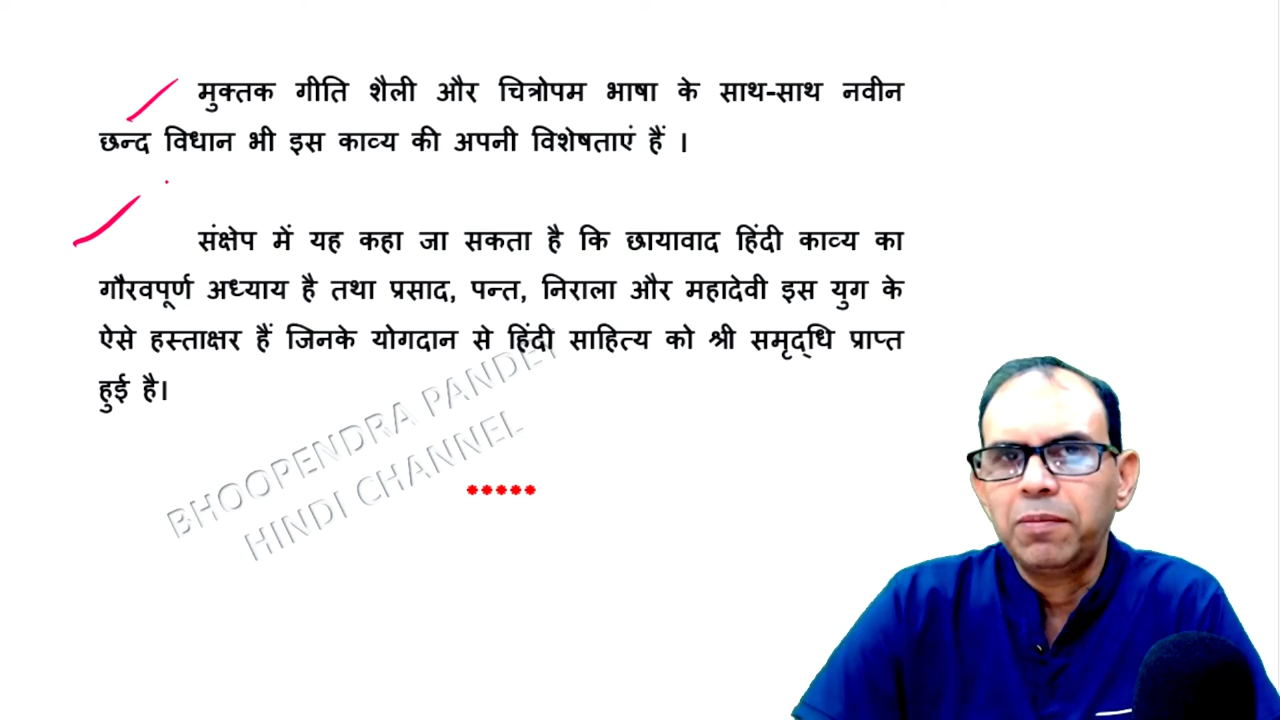 मुक्तक गीति शैली और चित्रोपम भाषा के साथ-साथ नवीन
छन्द विधान भी इस काव्य की अपनी विशेषताएं हैं ।
संक्षेप में यह कहा जा सकता है कि छायावाद हिंदी काव्य का
गौरवपूर्ण अध्याय है तथा प्रसाद, पन्त, निराला और महादेवी इस युग के
ऐसे हस्ताक्षर हैं जिनके योगदान से हिंदी साहित्य को श्री समृद्धि प्राप्त
हुई है।
BHOOPENDRA PANDEY
HINDI CHANNEL